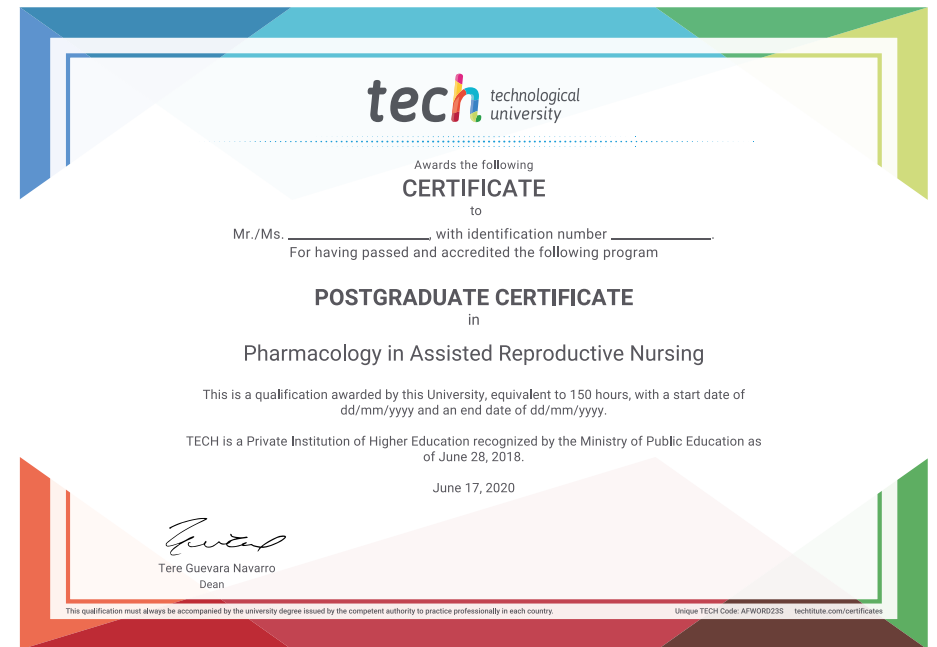 tech technological
university
Awards the following
CERTIFICATE
to
Mr./Ms. ____________________, with identification number ______________.
For having passed and accredited the following program
POSTGRADUATE CERTIFICATE
in
Pharmacology in Assisted Reproductive Nursing
This is a qualification awarded by this University, equivalent to 150 hours, with a start date of
dd/mm/yyyy and an end date of dd/mm/yyyy.
TECH is a Private Institution of Higher Education recognized by the Ministry of Public Education as
of June 28, 2018.
June 17, 2020
Tere Guevara Navarro
Dean
This qualification must always be accompanied by the university degree issued by the competent authority to practice professionally in each country.
Unique TECH Code: AFWORD23S techtitute.com/certificates